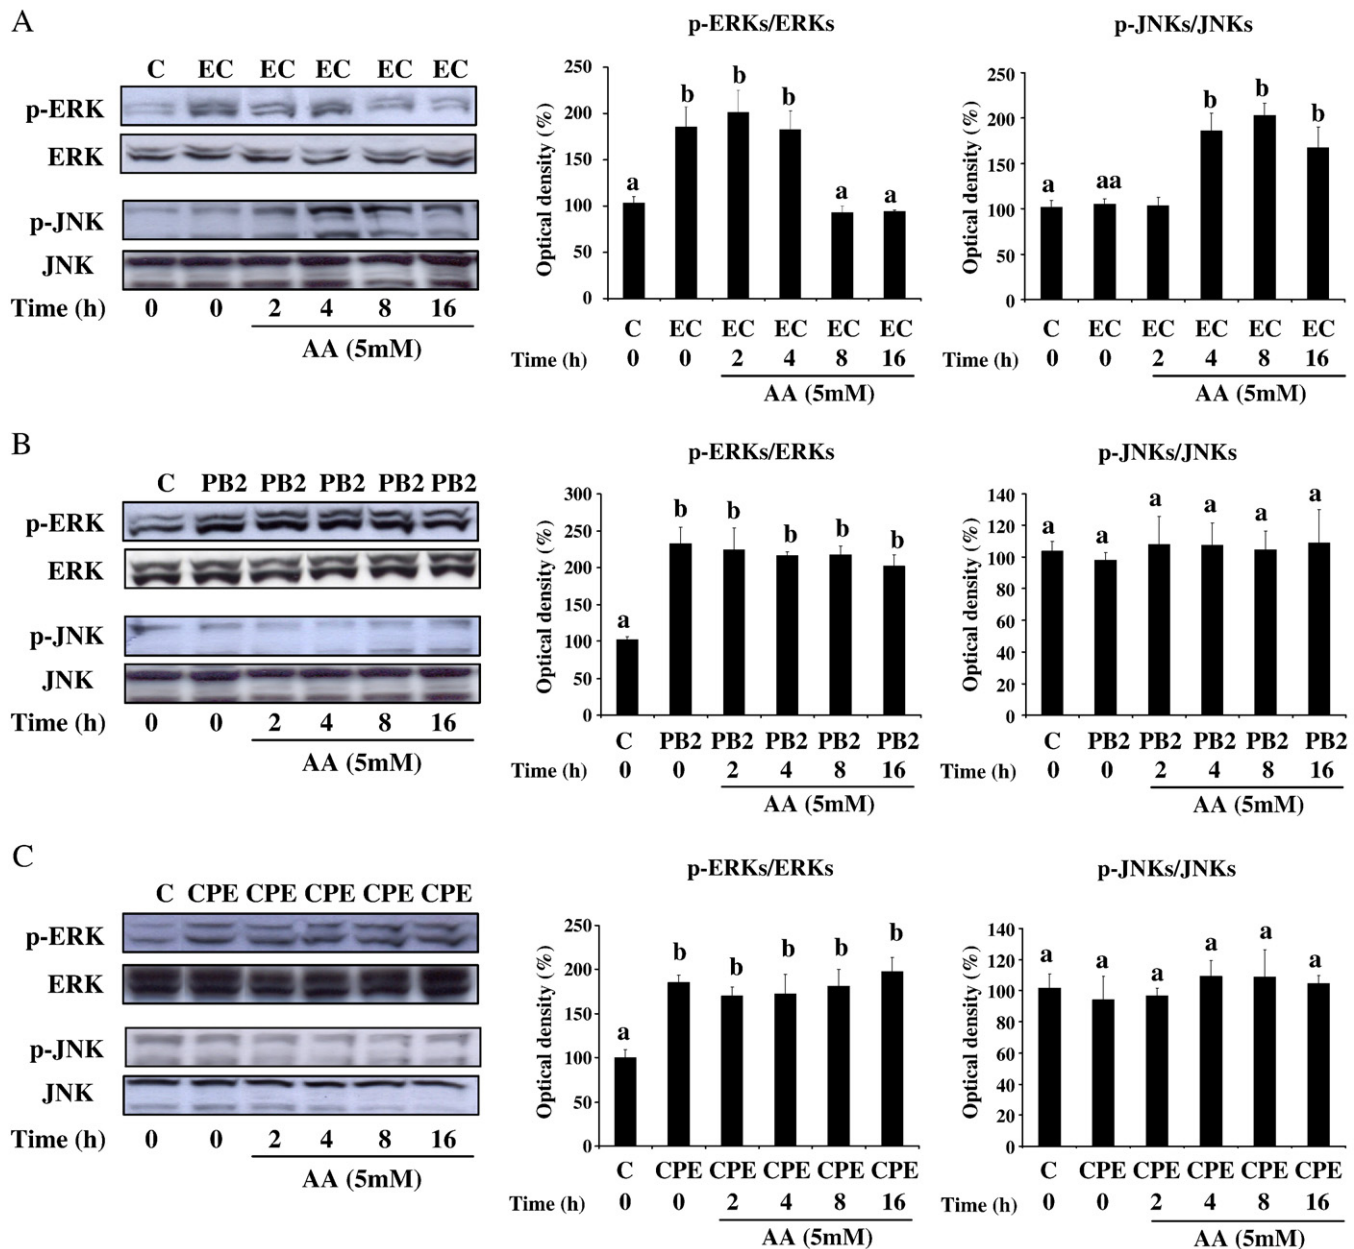 A
C EC EC EC EC EC
p-ERK
ERK
p-JNK
JNK
Time (h) 0 0 2 4 8 16
AA (5mM)
p-ERKs/ERKs
Optical density (%)
250
200
150
100
50
0
a b b b a a
C EC EC EC EC EC
Time (h) 0 0 2 4 8 16
AA (5mM)
p-JNKs/JNKs
Optical density (%)
250
200
150
100
50
0
a aa b b b
C EC EC EC EC EC
Time (h) 0 0 2 4 8 16
AA (5mM)
B
C PB2 PB2 PB2 PB2 PB2
p-ERK
ERK
p-JNK
JNK
Time (h) 0 0 2 4 8 16
AA (5mM)
p-ERKs/ERKs
Optical density (%)
300
250
200
150
100
50
0
a b b b b b
C PB2 PB2 PB2 PB2 PB2
Time (h) 0 0 2 4 8 16
AA (5mM)
p-JNKs/JNKs
Optical density (%)
140
120
100
80
60
40
20
0
a a a a a a
C PB2 PB2 PB2 PB2 PB2
Time (h) 0 0 2 4 8 16
AA (5mM)
C
C CPE CPE CPE CPE CPE
p-ERK
ERK
p-JNK
JNK
Time (h) 0 0 2 4 8 16
AA (5mM)
p-ERKs/ERKs
Optical density (%)
250
200
150
100
50
0
a b b b b b
C CPE CPE CPE CPE CPE
Time (h) 0 0 2 4 8 16
AA (5mM)
p-JNKs/JNKs
Optical density (%)
140
120
100
80
60
40
20
0
a a a a a a
C CPE CPE CPE CPE CPE
Time (h) 0 0 2 4 8 16
AA (5mM)